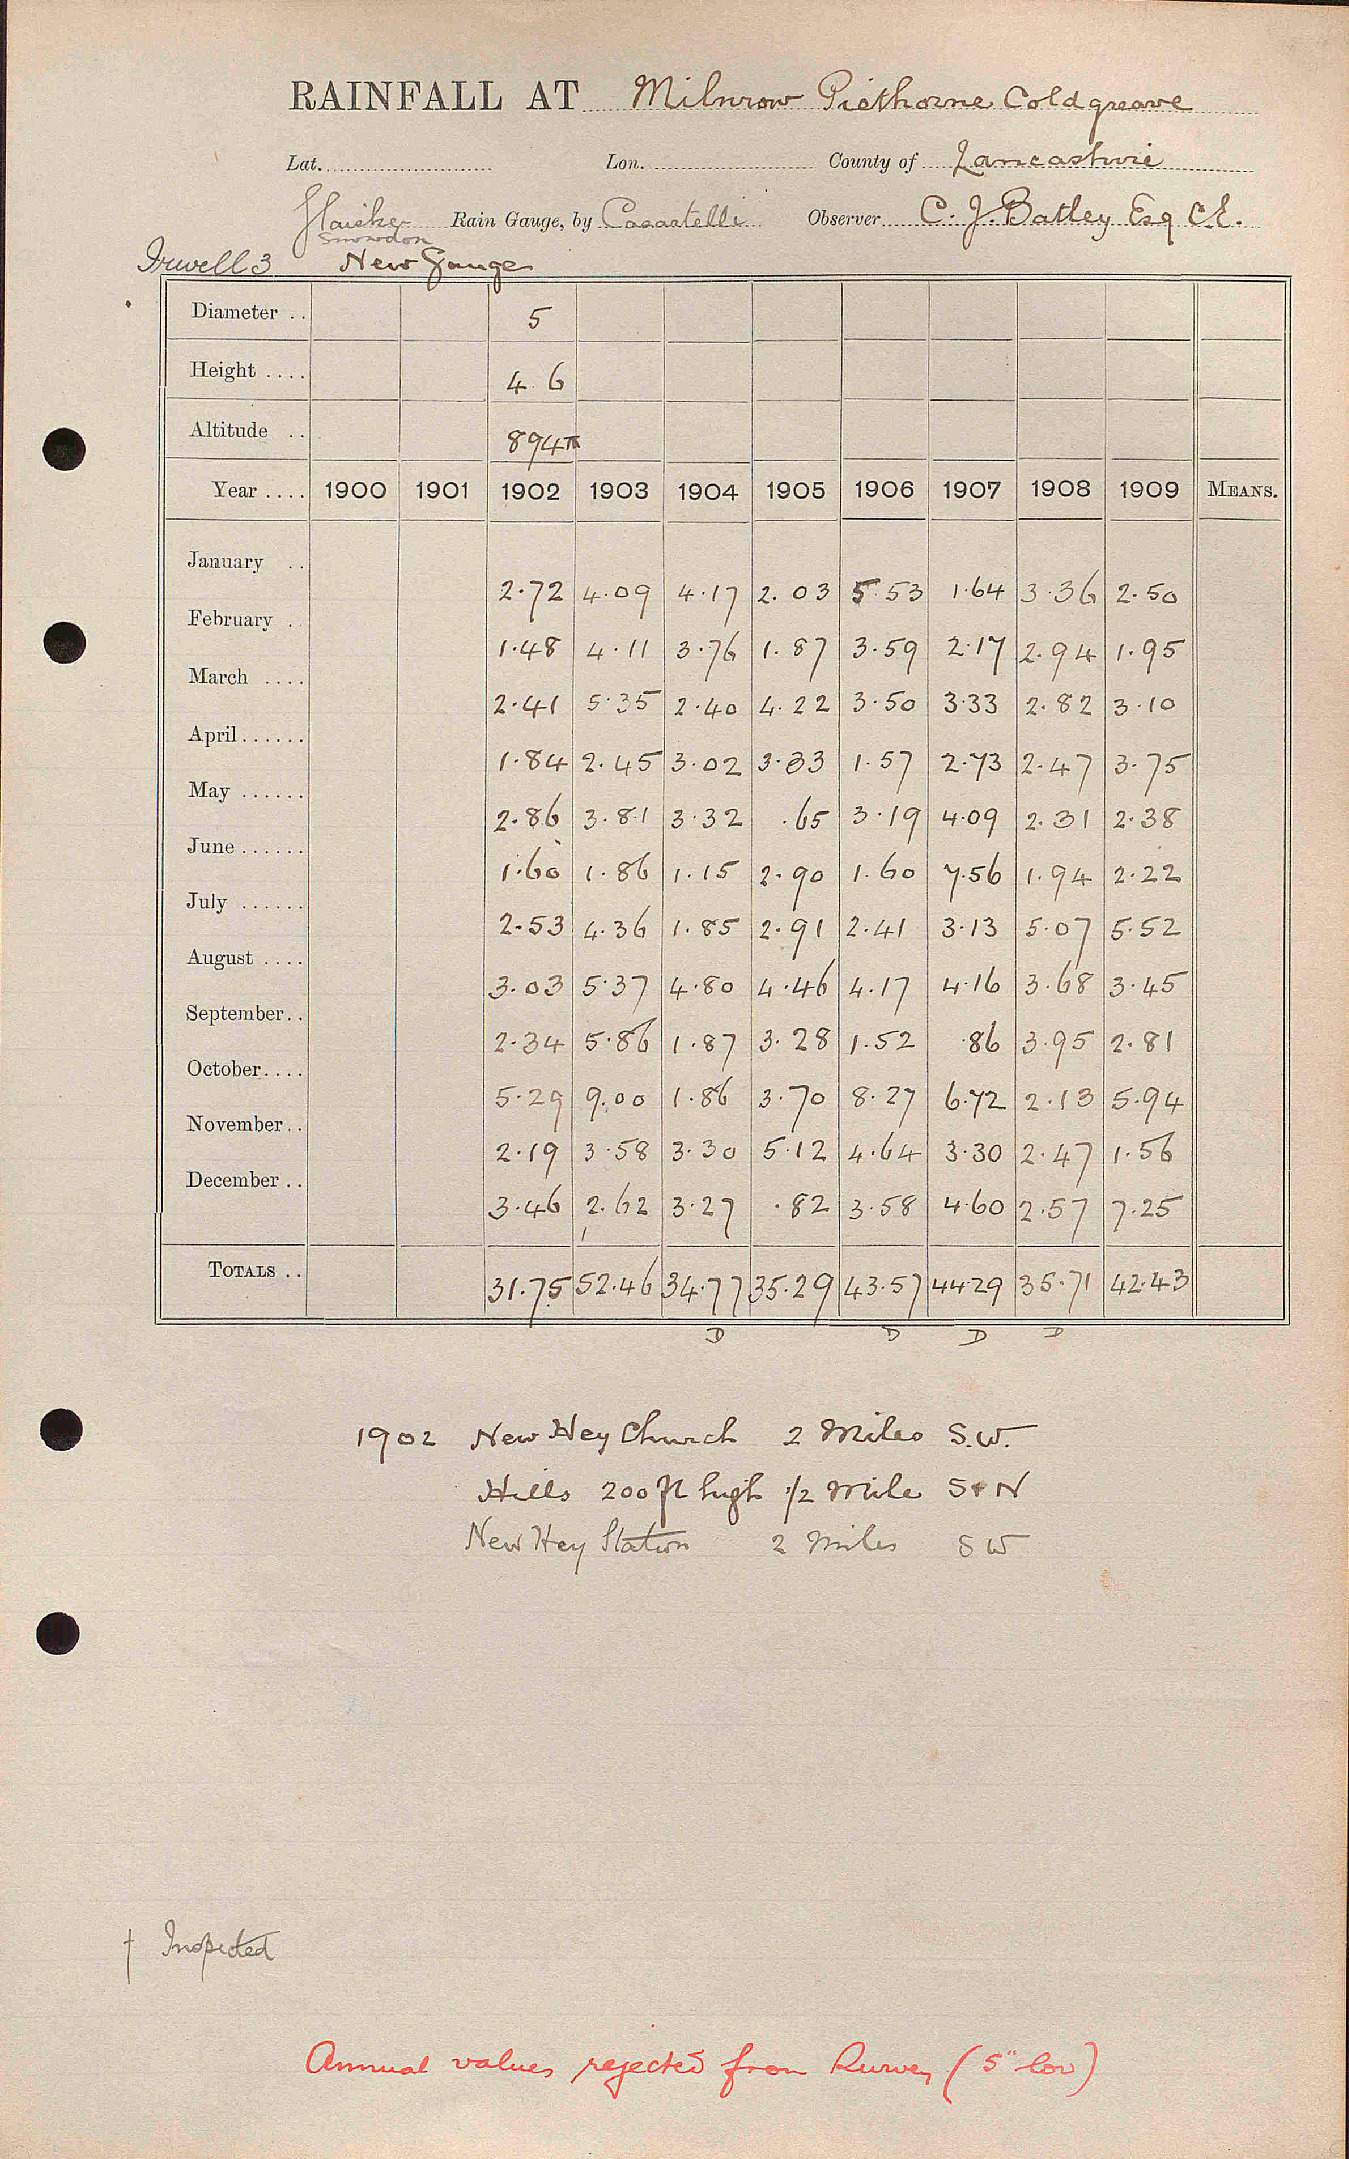 RAINFALL AT Milnrow Piethorne Coldgreave
Lat. Lon. County of Lancashire
Rain Gauge, by Casartelli Observer C. J. Batley Esq C.E.
Snowdon
Irwell 3 New Gauge
Diameter 5
Height 4 6
Altitude 894
Year 1900 1901 1902 1903 1904 1905 1906 1907 1908 1909 MEANS.
January 2.72 4.09 4.17 2.03 5.53 1.64 3.36 2.50
February 1.48 4.11 3.76 1.87 3.59 2.17 2.94 1.95
March 2.41 5.35 2.40 4.22 3.50 3.33 2.82 3.10
April 1.84 2.45 3.02 3.33 1.57 2.73 2.47 3.75
May 2.86 3.81 3.32 .65 3.19 4.09 2.31 2.38
June 1.60 1.86 1.15 2.90 1.60 7.56 1.94 2.22
July 2.53 4.36 1.85 2.91 2.41 3.13 5.07 5.52
August 3.03 5.37 4.80 4.46 4.17 4.16 3.68 3.45
September 2.34 5.86 1.87 3.28 1.52 .86 3.95 2.81
October 5.29 9.00 1.86 3.70 8.27 6.72 2.13 5.94
November 2.19 3.58 3.30 5.12 4.64 3.30 2.47 1.56
December 3.46 2.62 3.27 .82 3.58 4.60 2.57 7.25
TOTALS 31.75 52.46 34.77 35.29 43.57 44.29 35.71 42.43
D D D D
1902 New Hey Church 2 Miles S.W.
Hills 200 ft high 1/2 mile S & N
New Hey Station 2 Miles SW
† Inspected
Annual values rejected from Survey (5" low)